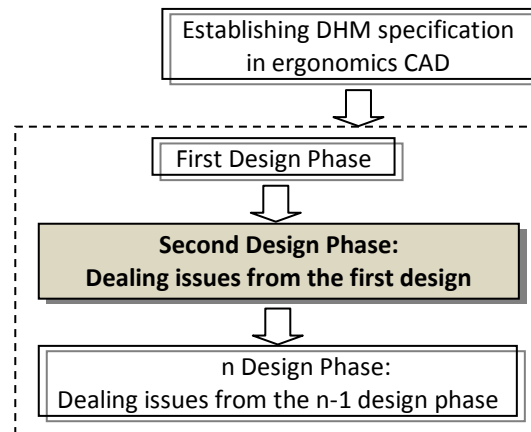 Establishing DHM specification
in ergonomics CAD
First Design Phase
Second Design Phase:
Dealing issues from the first design
n Design Phase:
Dealing issues from the n-1 design phase